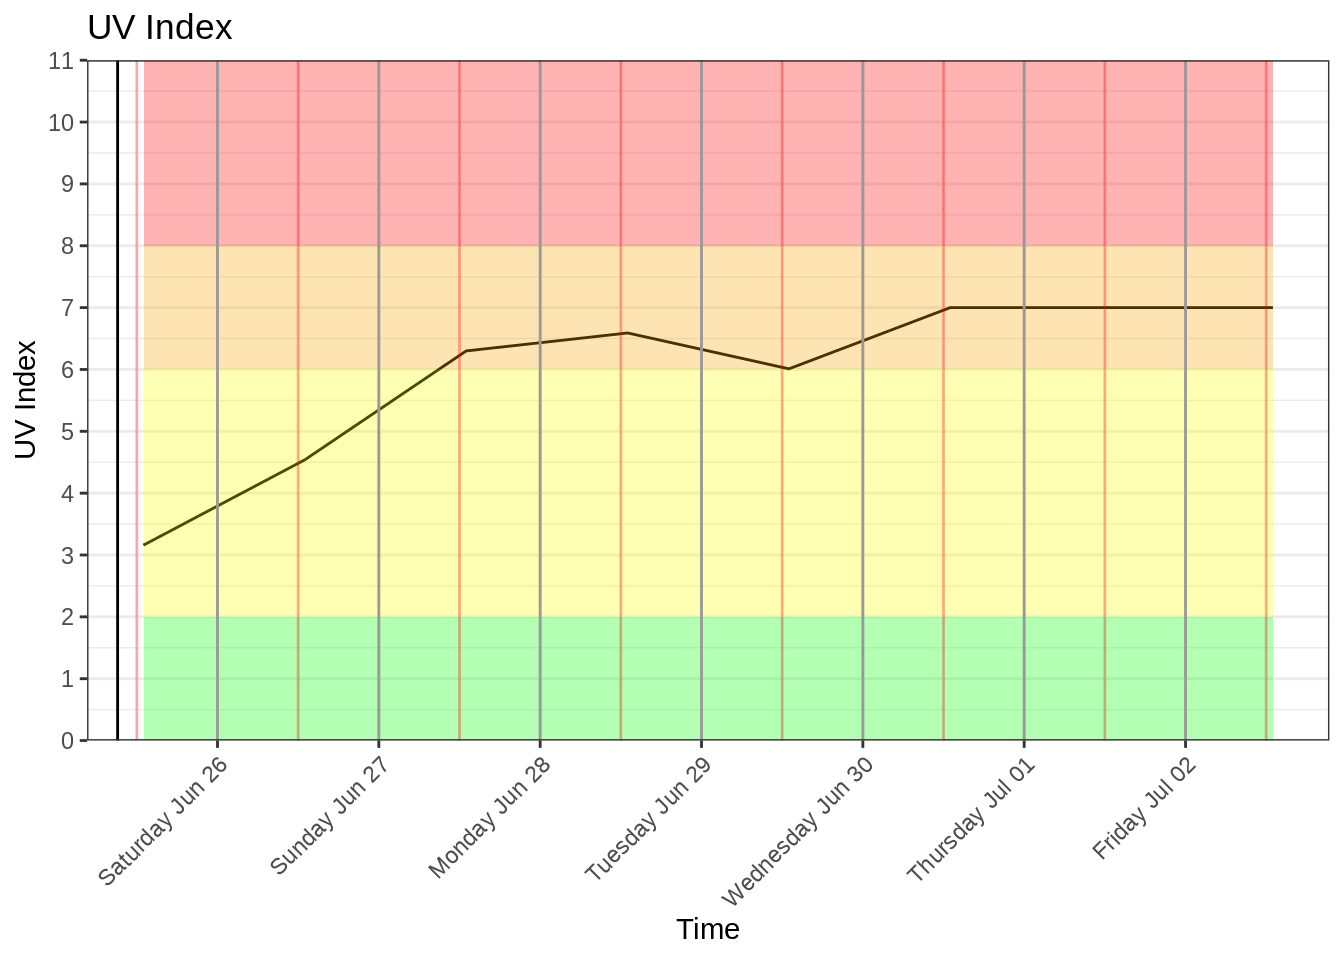 UV Index
11
10
9
8
7
6
5
4
3
2
1
0
UV Index
Saturday Jun 26
Sunday Jun 27
Monday Jun 28
Tuesday Jun 29
Wednesday Jun 30
Thursday Jul 01
Friday Jul 02
Time